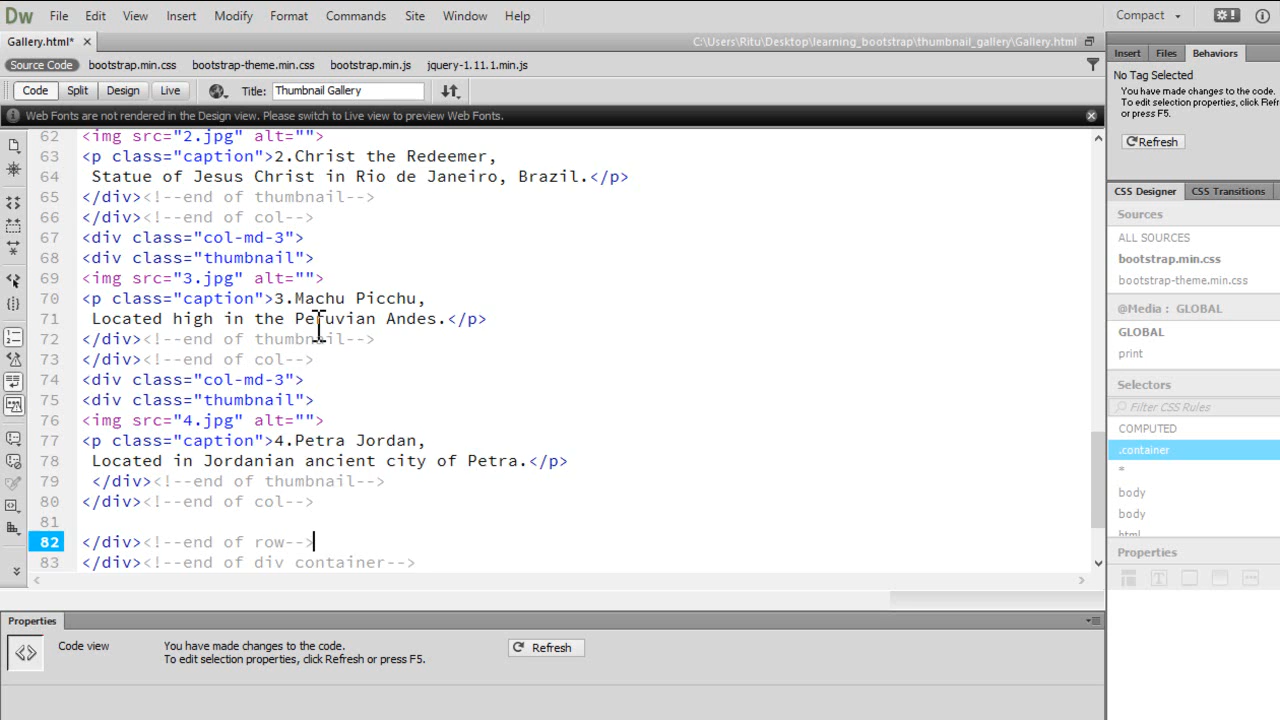 Dw File Edit View Insert Modify Format Commands Site Window Help Compact
Gallery.html* C:\Users\Ritu\Desktop\learning_bootstrap\thumbnail_gallery\Gallery.html
Source Code bootstrap.min.css bootstrap-theme.min.css bootstrap.min.js jquery-1.11.1.min.js
Code Split Design Live Title: Thumbnail Gallery
Web Fonts are not rendered in the Design view. Please switch to Live view to preview Web Fonts.
62 <img src="2.jpg" alt="">
63 <p class="caption">2.Christ the Redeemer,
64 Statue of Jesus Christ in Rio de Janeiro, Brazil.</p>
65 </div><!--end of thumbnail-->
66 </div><!--end of col-->
67 <div class="col-md-3">
68 <div class="thumbnail">
69 <img src="3.jpg" alt="">
70 <p class="caption">3.Machu Picchu,
71 Located high in the Peruvian Andes.</p>
72 </div><!--end of thumbnail-->
73 </div><!--end of col-->
74 <div class="col-md-3">
75 <div class="thumbnail">
76 <img src="4.jpg" alt="">
77 <p class="caption">4.Petra Jordan,
78 Located in Jordanian ancient city of Petra.</p>
79 </div><!--end of thumbnail-->
80 </div><!--end of col-->
81
82 </div><!--end of row-->
83 </div><!--end of div container-->
Insert Files Behaviors
No Tag Selected
You have made changes to the code.
To edit selection properties, click Refr
or press F5.
Refresh
CSS Designer CSS Transitions
Sources
ALL SOURCES
bootstrap.min.css
bootstrap-theme.min.css
@Media : GLOBAL
GLOBAL
print
Selectors
Filter CSS Rules
COMPUTED
.container
*
body
body
html
Properties
Properties
Code view
You have made changes to the code.
To edit selection properties, click Refresh or press F5.
Refresh